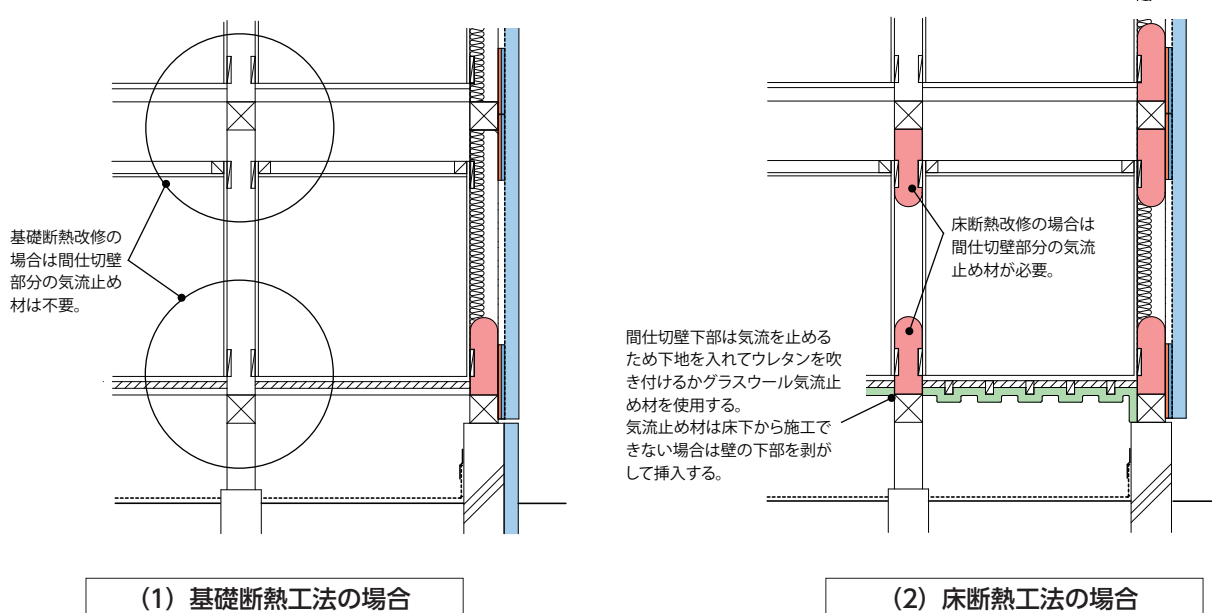 基礎断熱改修の
場合は間仕切壁
部分の気流止め
材は不要。
(1) 基礎断熱工法の場合
床断熱改修の場合は
間仕切壁部分の気流
止め材が必要。
間仕切壁下部は気流を止める
ため下地を入れてウレタンを吹
き付けるかグラスウール気流止
め材を使用する。
気流止め材は床下から施工で
きない場合は壁の下部を剥が
して挿入する。
(2) 床断熱工法の場合